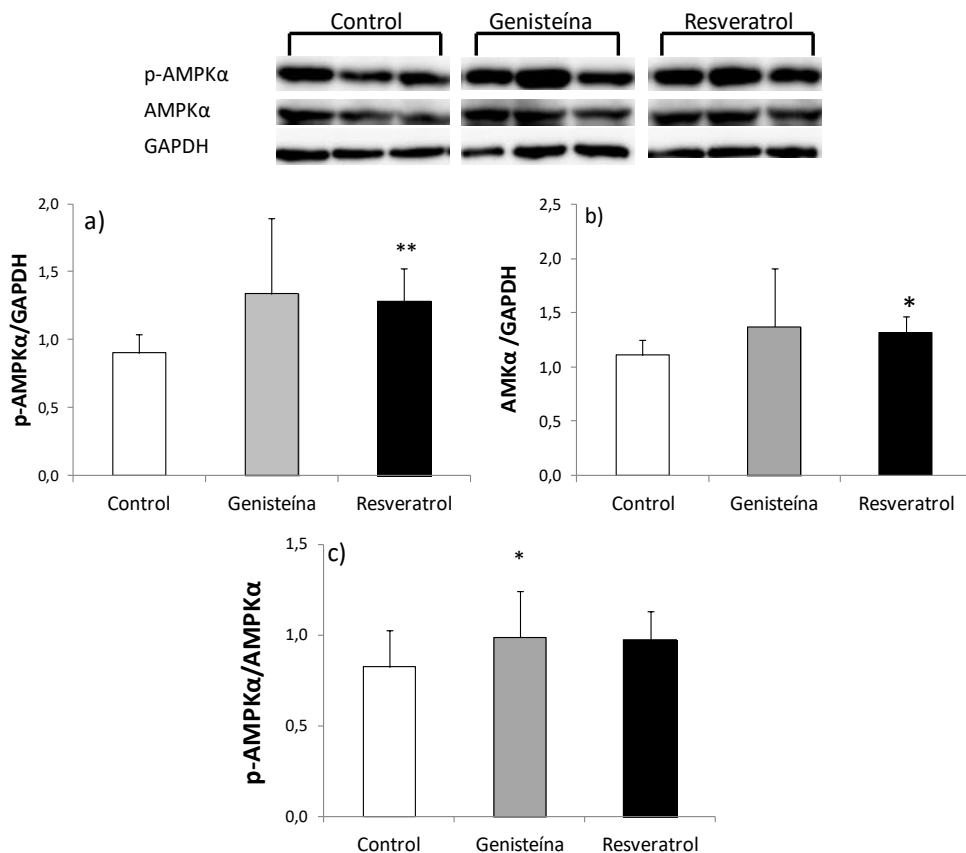 Control Genisteína Resveratrol
p-AMPKα
AMPKα
GAPDH
a)
p-AMPKα/GAPDH
2,0
1,5
1,0
0,5
0,0
**
Control Genisteína Resveratrol
b)
AMKα /GAPDH
2,5
2,0
1,5
1,0
0,5
0,0
*
Control Genisteína Resveratrol
c)
p-AMPKα/AMPKα
1,5
1,0
0,5
0,0
*
Control Genisteína Resveratrol